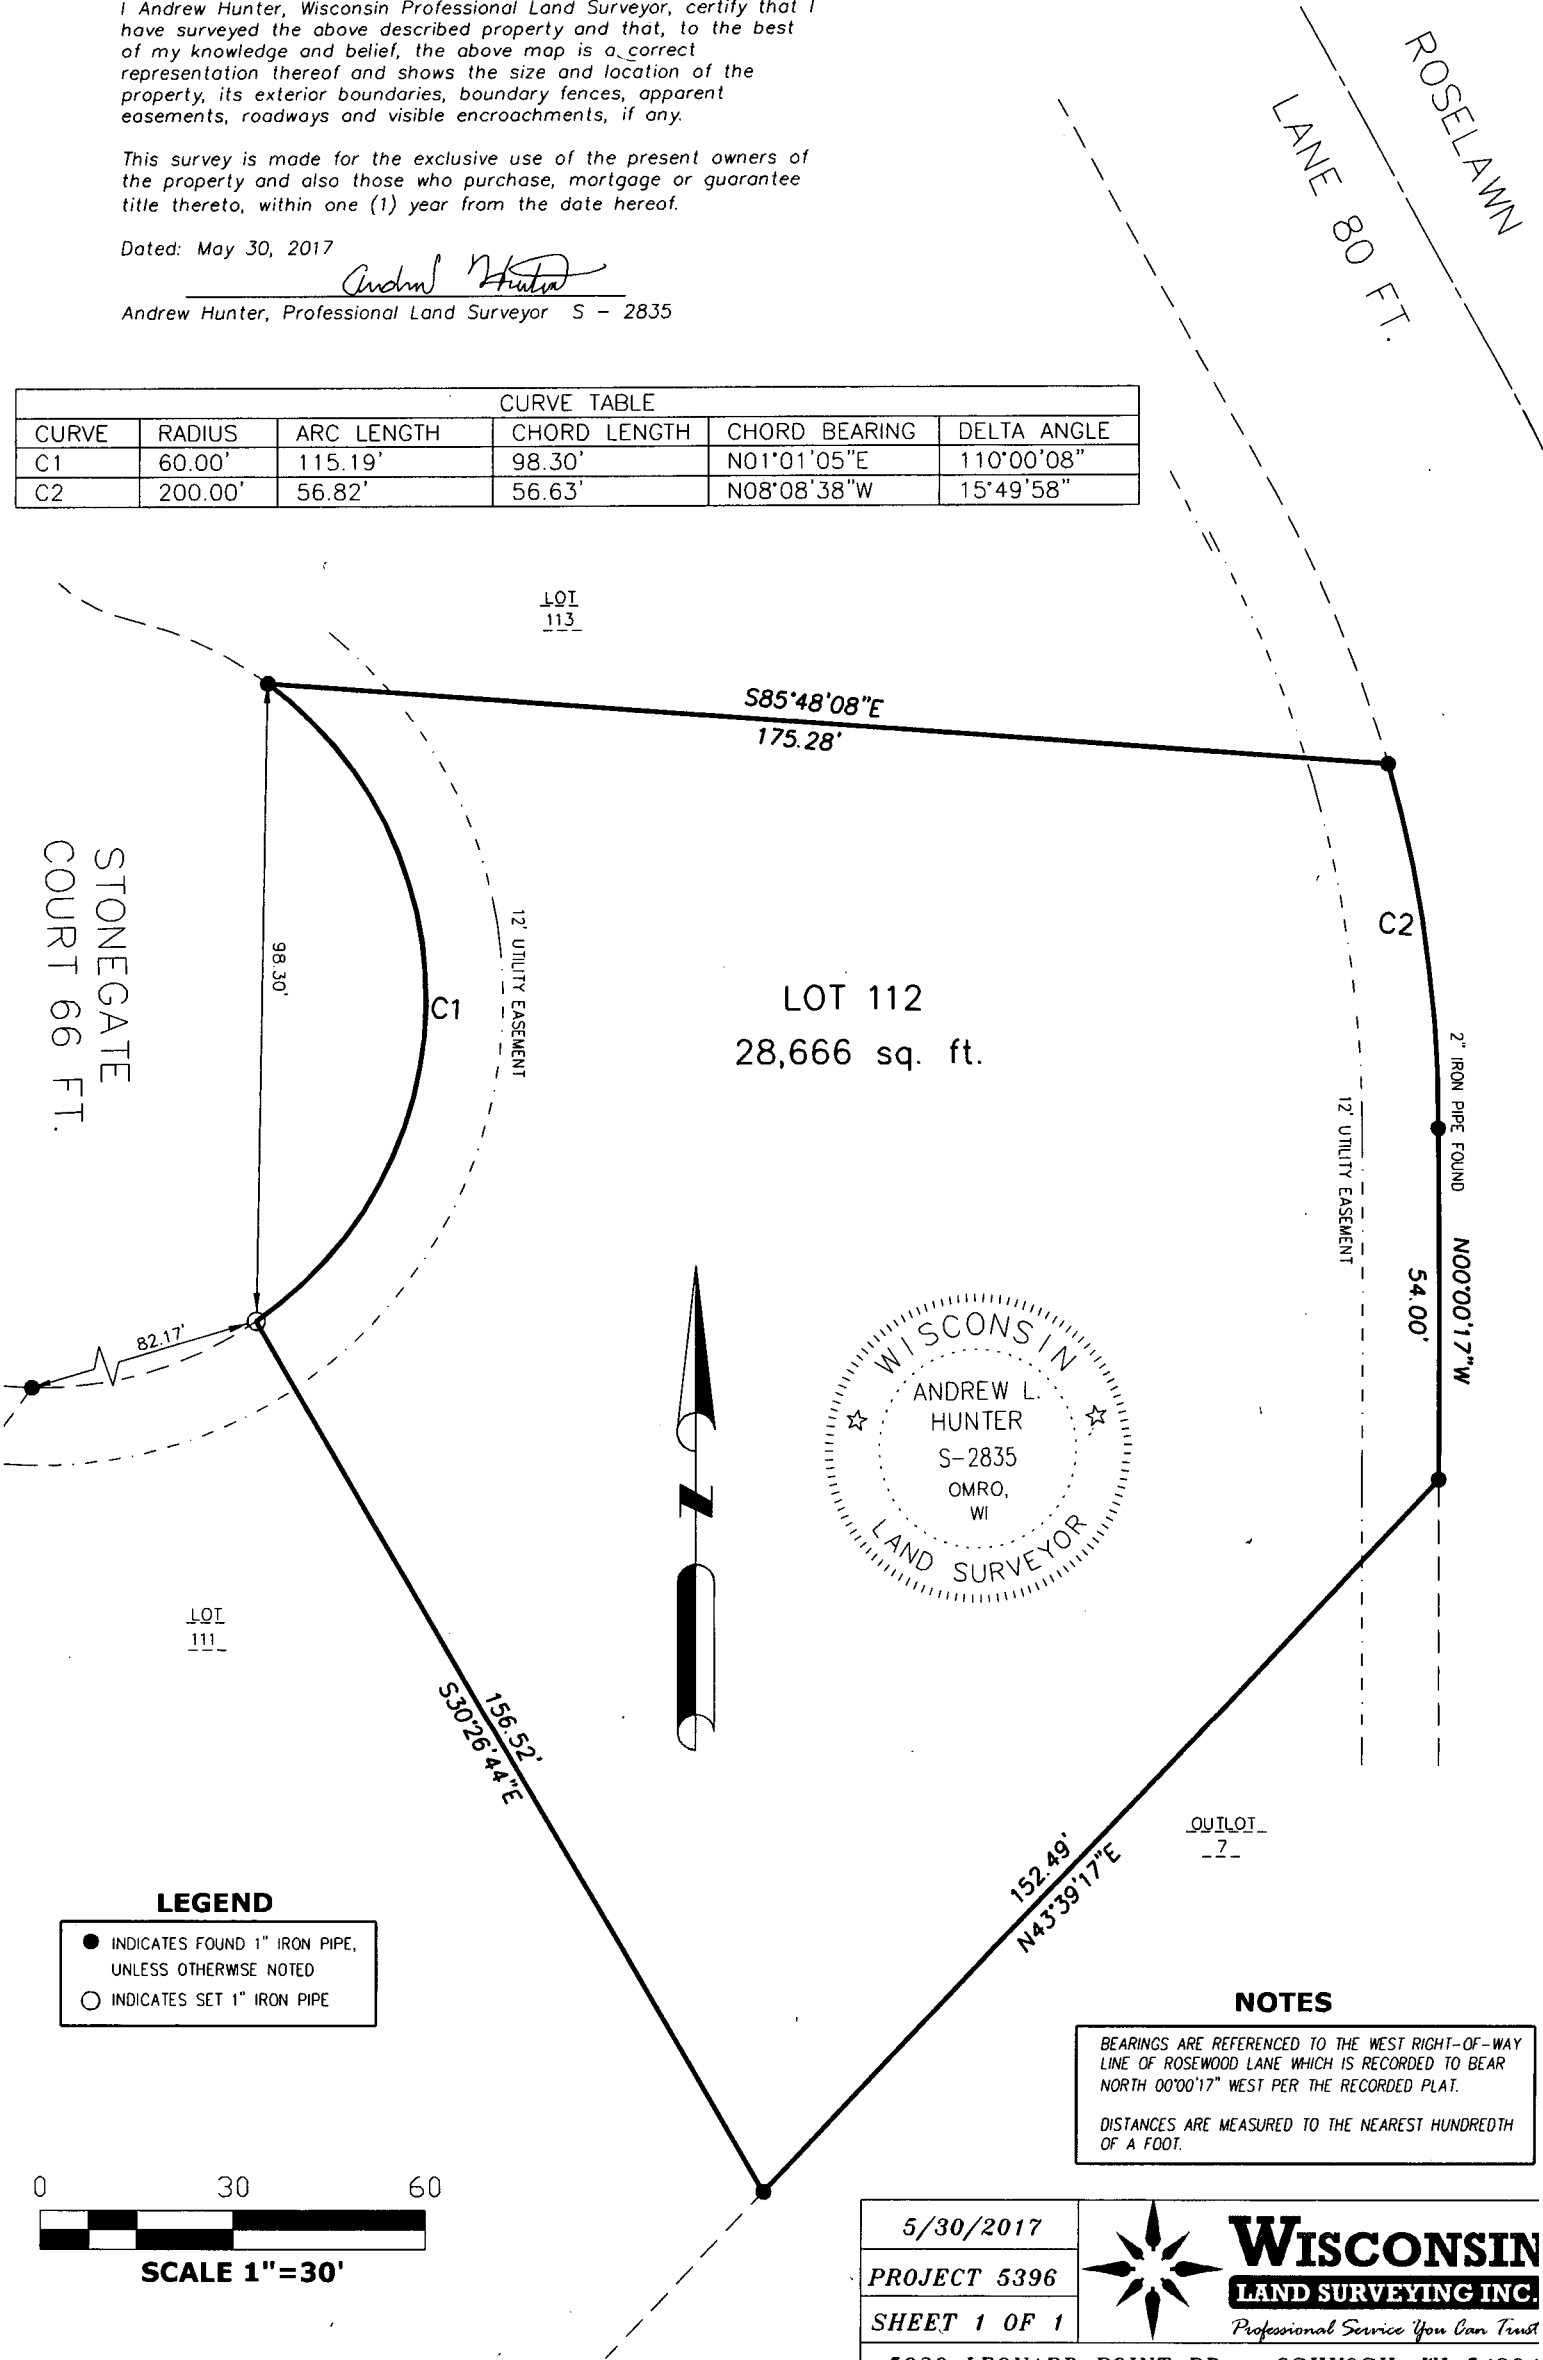 I Andrew Hunter, Wisconsin Professional Land Surveyor, certify that I
have surveyed the above described property and that, to the best
of my knowledge and belief, the above map is a correct
representation thereof and shows the size and location of the
property, its exterior boundaries, boundary fences, apparent
easements, roadways and visible encroachments, if any.
This survey is made for the exclusive use of the present owners of
the property and also those who purchase, mortgage or guarantee
title thereto, within one (1) year from the date hereof.
Dated: May 30, 2017
Andrew Hunter, Professional Land Surveyor S - 2835
ROSELAWN
LANE 80 FT.
CURVE TABLE
CURVE RADIUS ARC LENGTH CHORD LENGTH CHORD BEARING DELTA ANGLE
C1 60.00' 115.19' 98.30' N01°01'05"E 110°00'08"
C2 200.00' 56.82' 56.63' N08°08'38"W 15°49'58"
LOT
113
S85°48'08"E
175.28'
STONEGATE
COURT 66 FT.
98.30'
C1
12' UTILITY EASEMENT
LOT 112
28,666 sq. ft.
C2
2" IRON PIPE FOUND
12' UTILITY EASEMENT
N00°00'17"W
54.00'
82.17'
N
WISCONSIN
ANDREW L.
HUNTER
S-2835
OMRO,
WI
LAND SURVEYOR
LOT
111
156.52'
S30°26'44"E
152.49'
N43°39'17"E
OUTLOT
7
LEGEND
INDICATES FOUND 1" IRON PIPE,
UNLESS OTHERWISE NOTED
INDICATES SET 1" IRON PIPE
NOTES
BEARINGS ARE REFERENCED TO THE WEST RIGHT-OF-WAY
LINE OF ROSEWOOD LANE WHICH IS RECORDED TO BEAR
NORTH 00°00'17" WEST PER THE RECORDED PLAT.
DISTANCES ARE MEASURED TO THE NEAREST HUNDREDTH
OF A FOOT.
0 30 60
SCALE 1"=30'
5/30/2017
PROJECT 5396
SHEET 1 OF 1
WISCONSIN
LAND SURVEYING INC.
Professional Service You Can Trust